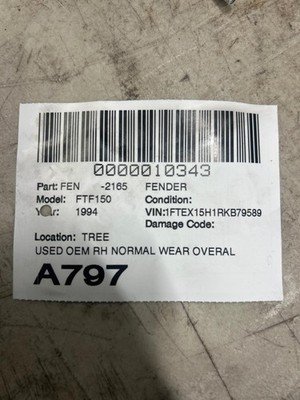 0000010343
Part: FEN -2165 FENDER
Model: FTF150 Condition:
Year: 1994 VIN:1FTEX15H1RKB79589
Damage Code:
Location: TREE
USED OEM RH NORMAL WEAR OVERAL
A797